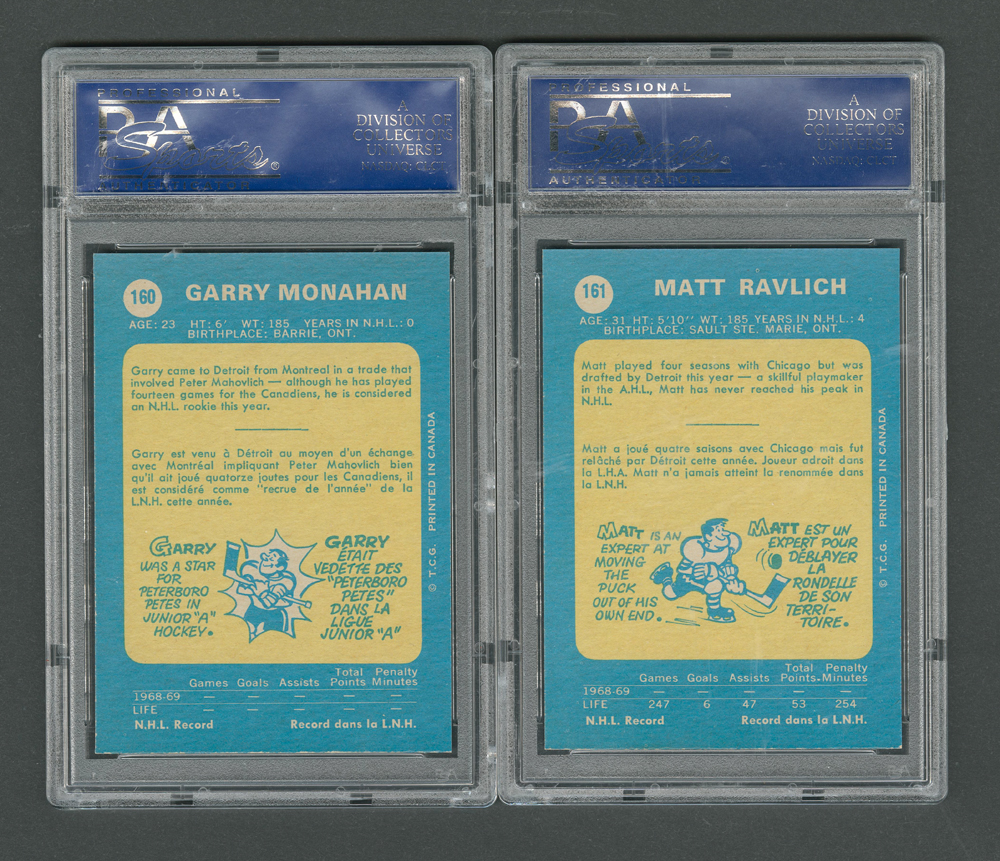 PROFESSIONAL
PSA
Sports
®
A
DIVISION OF
COLLECTORS
UNIVERSE
NASDAQ: CLCT
160
GARRY MONAHAN
AGE: 23 HT: 6' WT: 185 YEARS IN N.H.L.: 0
BIRTHPLACE: BARRIE, ONT.
Garry came to Detroit from Montreal in a trade that
involved Peter Mahovlich — although he has played
fourteen games for the Canadiens, he is considered
an N.H.L. rookie this year.
Garry est venu à Détroit au moyen d'un échange
avec Montréal impliquant Peter Mahovlich bien
qu'il ait joué quatorze joutes pour les Canadiens, il
est considéré comme "recrue de l'année" de la
L.N.H. cette année.
GARRY
WAS A STAR
FOR
PETERBORO
PETES IN
JUNIOR "A"
HOCKEY.
GARRY
ÉTAIT
VEDETTE DES
"PETERBORO
PETES"
DANS LA
LIGUE
JUNIOR "A"
© T.C.G. PRINTED IN CANADA
Games Goals Assists Total Points Penalty Minutes
1968-69 — — — — —
LIFE — — — — —
N.H.L. Record Record dans la L.N.H.
PROFESSIONAL
PSA
AUTHENTICATOR
A
DIVISION OF
COLLECTORS
UNIVERSE
NASDAQ: CLCT
161
MATT RAVLICH
AGE: 31 HT: 5'10'' WT: 185 YEARS IN N.H.L.: 4
BIRTHPLACE: SAULT STE. MARIE, ONT.
Matt played four seasons with Chicago but was
drafted by Detroit this year — a skillful playmaker
in the A.H.L., Matt has never reached his peak in
N.H.L.
Matt a joué quatre saisons avec Chicago mais fut
relâché par Détroit cette année. Joueur adroit dans
la L.H.A. Matt n'a jamais atteint la renommée dans
la L.N.H.
MATT IS AN
EXPERT AT
MOVING
THE
PUCK
OUT OF HIS
OWN END.
MATT EST UN
EXPERT POUR
DÉBLAYER
LA
RONDELLE
DE SON
TERRI-
TOIRE.
© T.C.G. PRINTED IN CANADA
Games Goals Assists Total Points Penalty Minutes
1968-69 — — — — —
LIFE 247 6 47 53 254
N.H.L. Record Record dans la L.N.H.